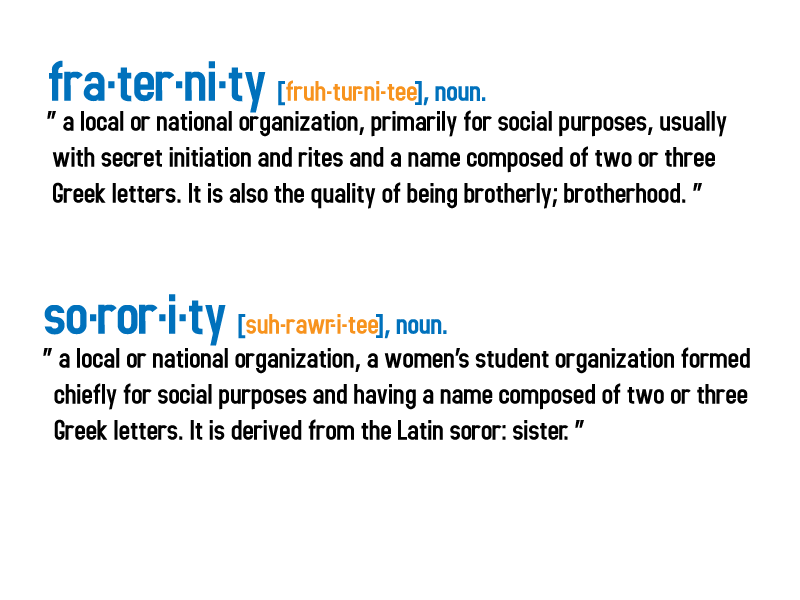 fra·ter·ni·ty [fruh-tur-ni-tee], noun.
" a local or national organization, primarily for social purposes, usually
with secret initiation and rites and a name composed of two or three
Greek letters. It is also the quality of being brotherly; brotherhood. "
so·ror·i·ty [suh-rawr-i-tee], noun.
" a local or national organization, a women's student organization formed
chiefly for social purposes and having a name composed of two or three
Greek letters. It is derived from the Latin soror: sister. "